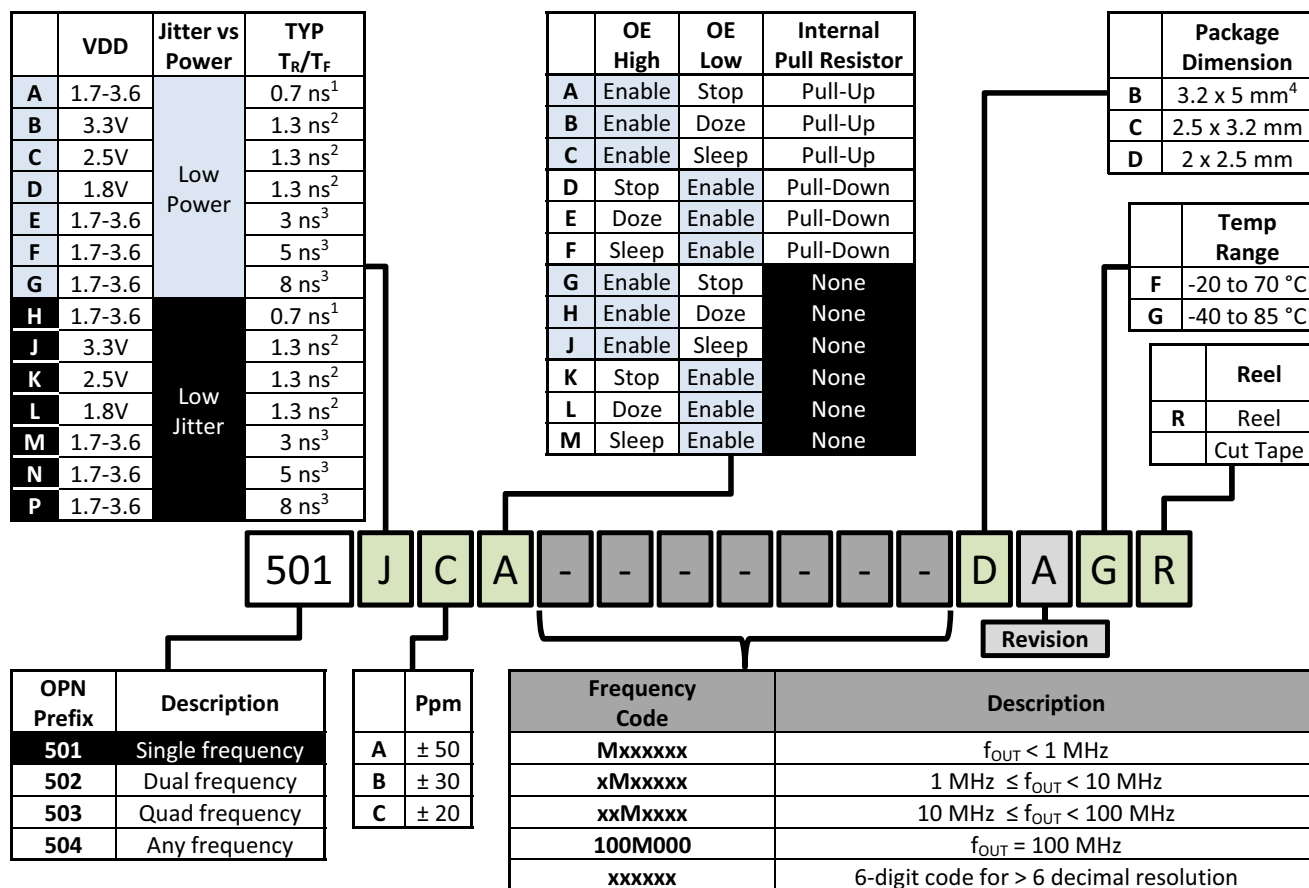 VDD Jitter vs Power TYP TR/TF
A 1.7-3.6 0.7 ns1
B 3.3V 1.3 ns2
C 2.5V 1.3 ns2
D 1.8V 1.3 ns2
E 1.7-3.6 3 ns3
F 1.7-3.6 5 ns3
G 1.7-3.6 8 ns3
Low Power
H 1.7-3.6 0.7 ns1
J 3.3V 1.3 ns2
K 2.5V 1.3 ns2
L 1.8V 1.3 ns2
M 1.7-3.6 3 ns3
N 1.7-3.6 5 ns3
P 1.7-3.6 8 ns3
Low Jitter
OE High OE Low Internal Pull Resistor
A Enable Stop Pull-Up
B Enable Doze Pull-Up
C Enable Sleep Pull-Up
D Stop Enable Pull-Down
E Doze Enable Pull-Down
F Sleep Enable Pull-Down
G Enable Stop None
H Enable Doze None
J Enable Sleep None
K Stop Enable None
L Doze Enable None
M Sleep Enable None
Package Dimension
B 3.2 x 5 mm4
C 2.5 x 3.2 mm
D 2 x 2.5 mm
Temp Range
F -20 to 70 °C
G -40 to 85 °C
Reel
R Reel
Cut Tape
501 J C A - - - - - - - D A G R
Revision
OPN Prefix Description
501 Single frequency
502 Dual frequency
503 Quad frequency
504 Any frequency
Ppm
A ± 50
B ± 30
C ± 20
Frequency Code Description
Mxxxxxx fOUT < 1 MHz
xMxxxxx 1 MHz ≤ fOUT < 10 MHz
xxMxxxx 10 MHz ≤ fOUT < 100 MHz
100M000 fOUT = 100 MHz
xxxxxx 6-digit code for > 6 decimal resolution